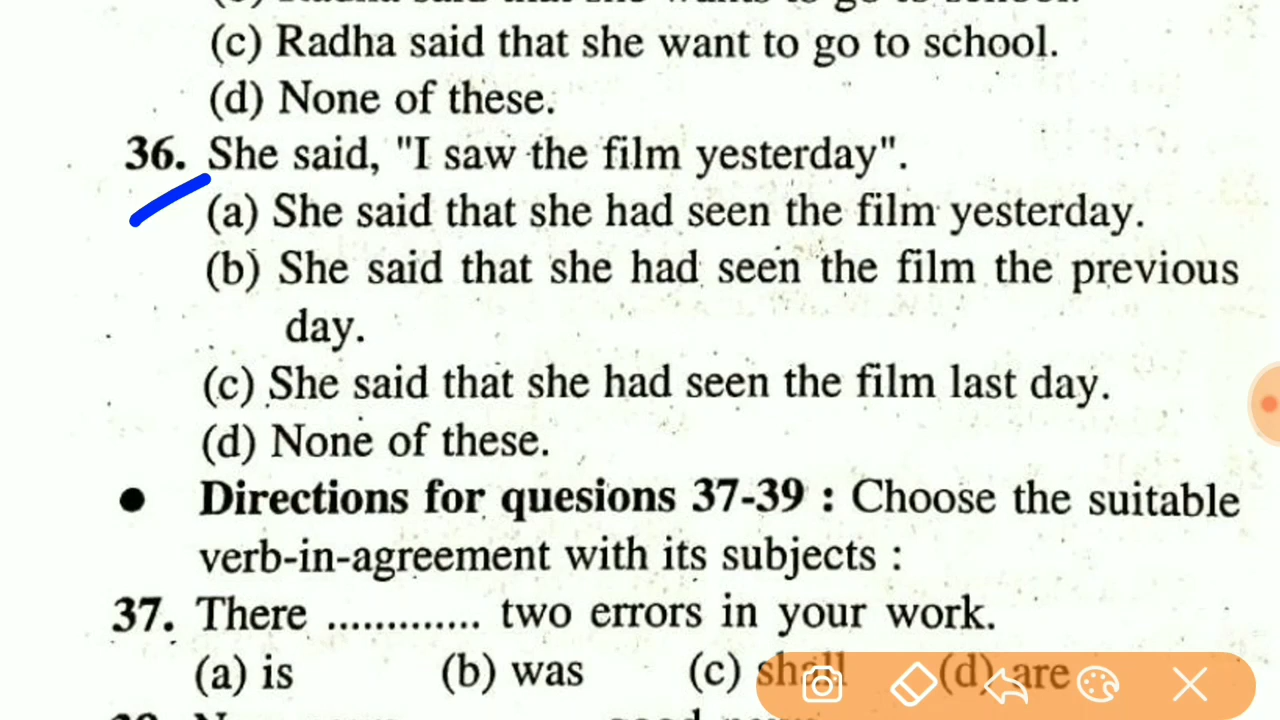 (c) Radha said that she want to go to school.
(d) None of these.
36. She said, "I saw the film yesterday".
(a) She said that she had seen the film yesterday.
(b) She said that she had seen the film the previous
day.
(c) She said that she had seen the film last day.
(d) None of these.
● Directions for quesions 37-39 : Choose the suitable
verb-in-agreement with its subjects :
37. There ............. two errors in your work.
(a) is (b) was (c) shall (d) are